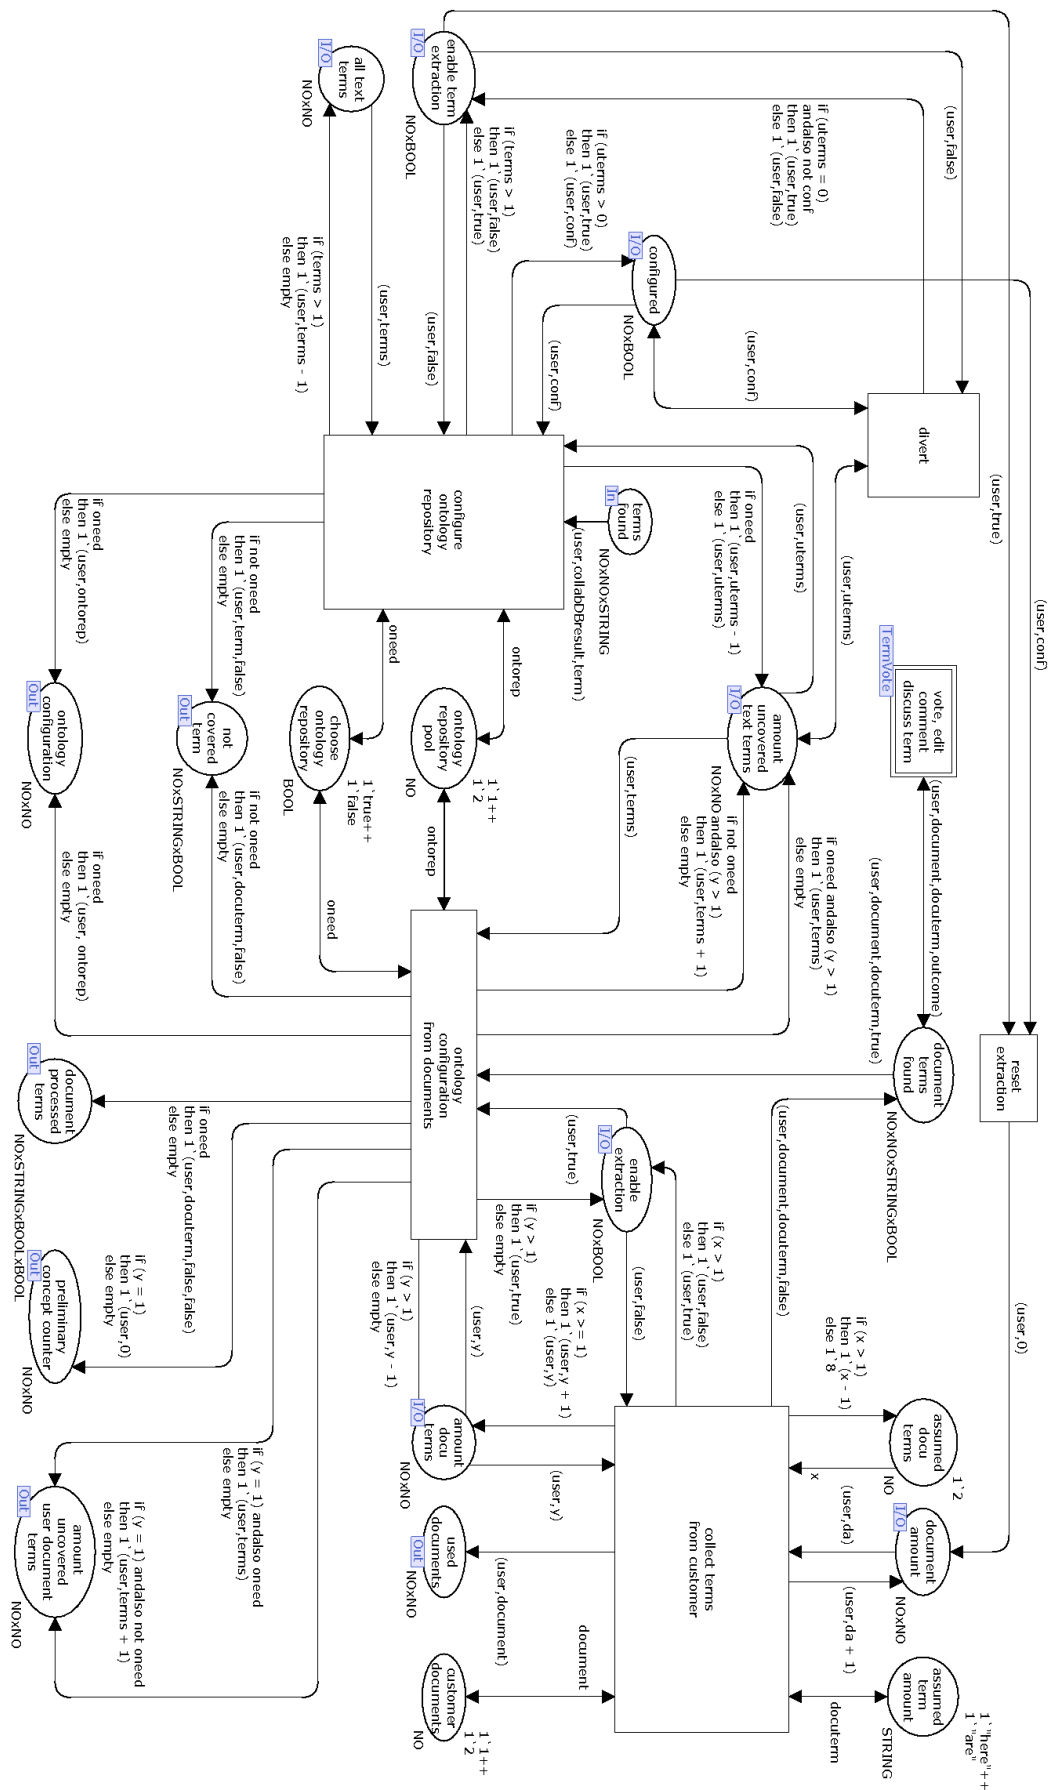 (user,conf)
(user,true)
(user,0)
reset
extraction
(user,false)
if (uterms = 0)
andalso not conf
then 1`(user,true)
else 1`(user,false)
divert
vote, edit
comment
discuss term
TermVote
(user,document,docuterm,outcome)
document
terms
found
NOxNOxSTRINGxBOOL
assumed
docu
terms
1`2
NO
document
amount
I/O
NOxNO
assumed
term
amount
1`"here"++
1`"are"
STRING
(user,document,docuterm,true)
(user,uterms)
(user,conf)
if (x > 1)
then 1`(x - 1)
else 1`8
x
(user,da)
(user,da + 1)
docuterm
(user,document,docuterm,false)
configured
I/O
NOxBOOL
if (uterms > 0)
then 1`(user,true)
else 1`(user,conf)
(user,conf)
(user,uterms)
amount
uncovered
text terms
I/O
NOxNO
if oneed
then 1`(user,uterms - 1)
else 1`(user,uterms)
if oneed andalso (y > 1)
then 1`(user,terms)
else empty
if not oneed
andalso (y > 1)
then 1`(user,terms + 1)
else empty
(user,terms)
terms
found
In
NOxNOxSTRING
(user,collabDBresult,term)
collect terms
from customer
if (x > 1)
then 1`(user,false)
else 1`(user,true)
enable
extraction
I/O
NOxBOOL
(user,false)
(user,true)
enable term
extraction
I/O
NOxBOOL
if (terms > 1)
then 1`(user,false)
else 1`(user,true)
(user,false)
configure
ontology
repository
ontorep
ontology
repository
pool
1`1++
1`2
NO
ontorep
ontology
configuration
from documents
if (y > 1)
then 1`(user,true)
else empty
if (x >= 1)
then 1`(user,y + 1)
else 1`(user,y)
(user,y)
if (y > 1)
then 1`(user,y - 1)
else empty
amount
docu
terms
I/O
NOxNO
(user,y)
used
documents
Out
NOxNO
(user,document)
document
customer
documents
1`1++
1`2
NO
all text
terms
I/O
NOxNO
(user,terms)
if (terms > 1)
then 1`(user,terms - 1)
else empty
oneed
choose
ontology
repository
1`true++
1`false
BOOL
oneed
if not oneed
then 1`(user,term,false)
else empty
not
covered
term
Out
NOxSTRINGxBOOL
if not oneed
then 1`(user,docuterm,false)
else empty
if oneed
then 1`(user,docuterm,false,false)
else empty
if (y = 1) andalso oneed
then 1`(user,terms)
else empty
if (y = 1)
then 1`(user,0)
else empty
if (y = 1) andalso not oneed
then 1`(user,terms + 1)
else empty
if oneed
then 1`(user,ontorep)
else empty
ontology
configuration
Out
NOxNO
if oneed
then 1`(user, ontorep)
else empty
document
processed
terms
Out
NOxSTRINGxBOOLxBOOL
preliminary
concept counter
Out
NOxNO
amount
uncovered
user document
terms
Out
NOxNO